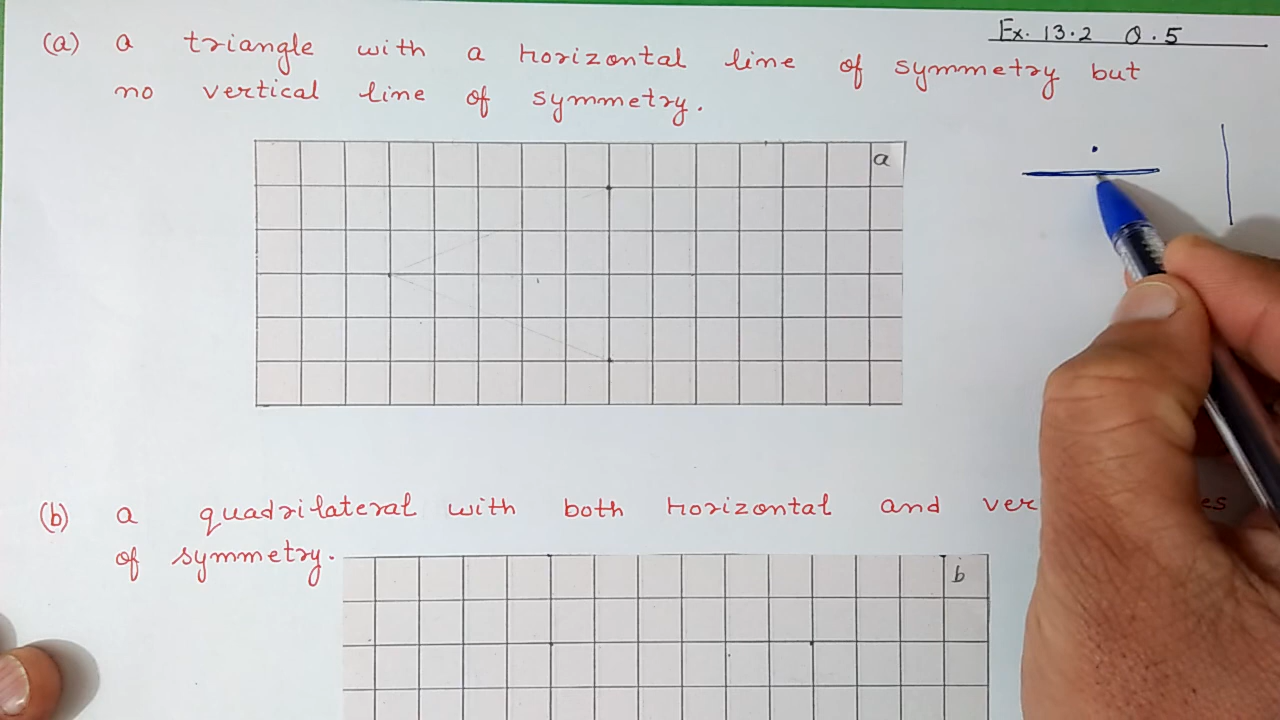 Ex. 13.2 Q.5
(a) a triangle with a horizontal line of symmetry but
no vertical line of symmetry.
a
(b) a quadrilateral with both horizontal and
of symmetry.
b